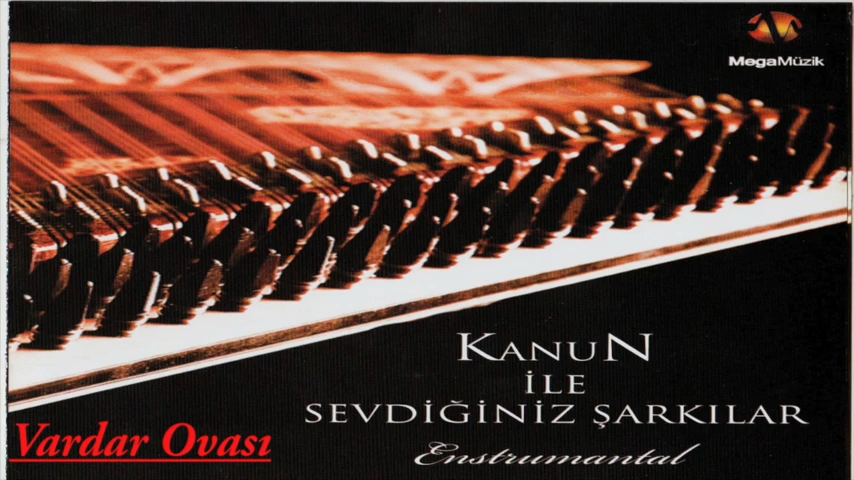 MegaMüzik
KANUN
İLE
SEVDİĞİNİZ ŞARKILAR
Enstrumantal
Vardar Ovası